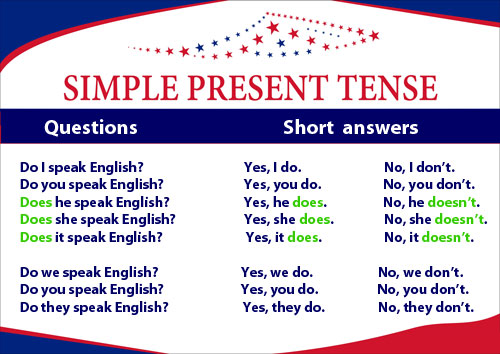 SIMPLE PRESENT TENSE
Questions Short answers
Do I speak English? Yes, I do. No, I don't.
Do you speak English? Yes, you do. No, you don't.
Does he speak English? Yes, he does. No, he doesn't.
Does she speak English? Yes, she does. No, she doesn't.
Does it speak English? Yes, it does. No, it doesn't.
Do we speak English? Yes, we do. No, we don't.
Do you speak English? Yes, you do. No, you don't.
Do they speak English? Yes, they do. No, they don't.